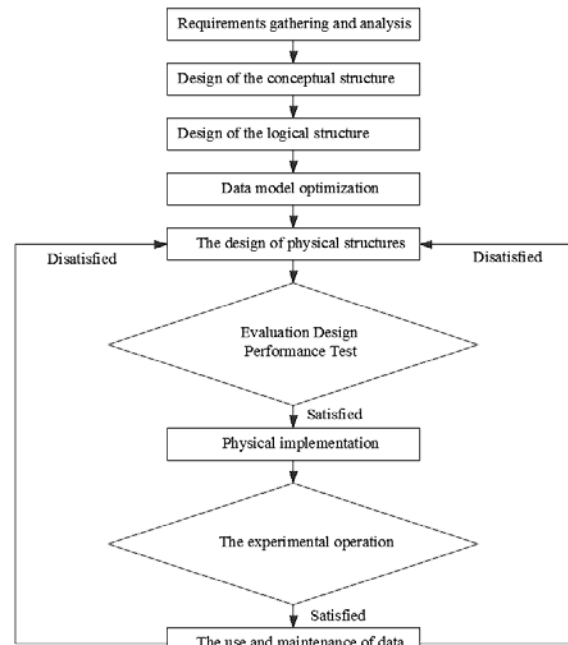 Requirements gathering and analysis
Design of the conceptual structure
Design of the logical structure
Data model optimization
The design of physical structures
Disatisfied
Disatisfied
Evaluation Design
Performance Test
Satisfied
Physical implementation
The experimental operation
Satisfied
The use and maintenance of data